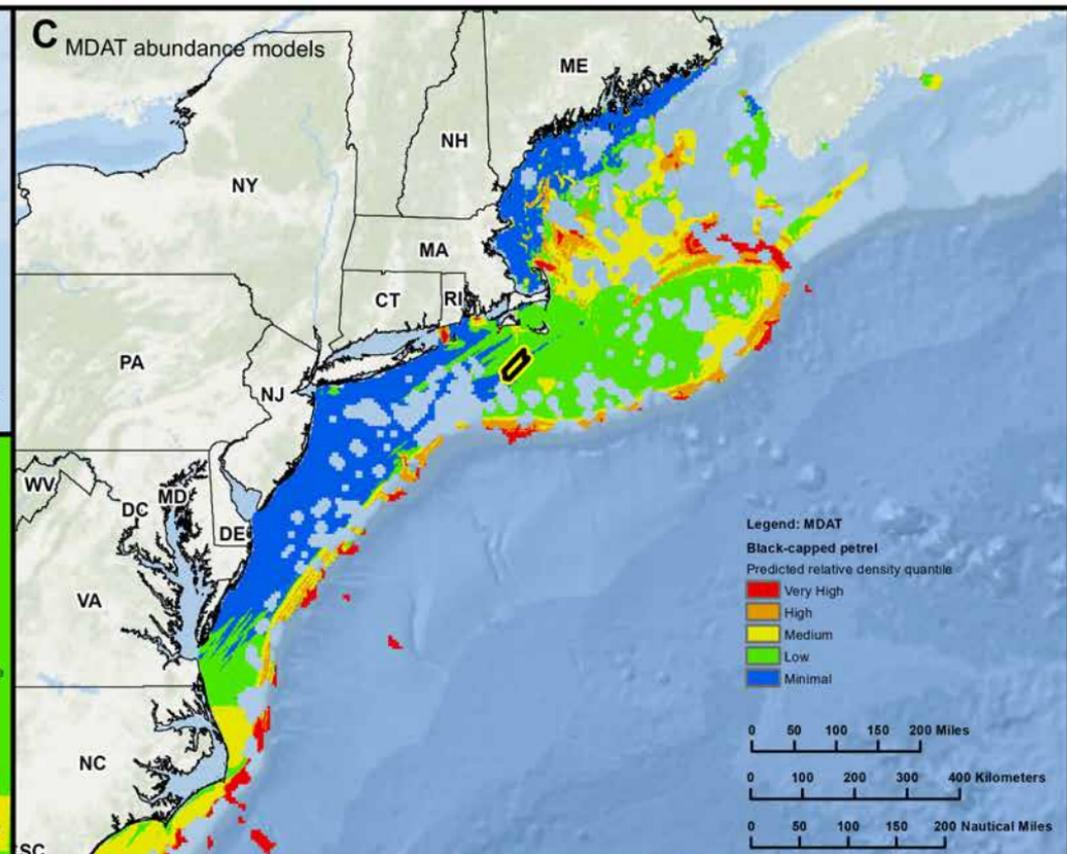 C MDAT abundance models
ME
NH
NY
MA
CT
RI
PA
NJ
WV
MD
DC
DE
VA
NC
SC
Legend: MDAT
Black-capped petrel
Predicted relative density quantile
Very High
High
Medium
Low
Minimal
0 50 100 150 200 Miles
0 100 200 300 400 Kilometers
0 50 100 150 200 Nautical Miles